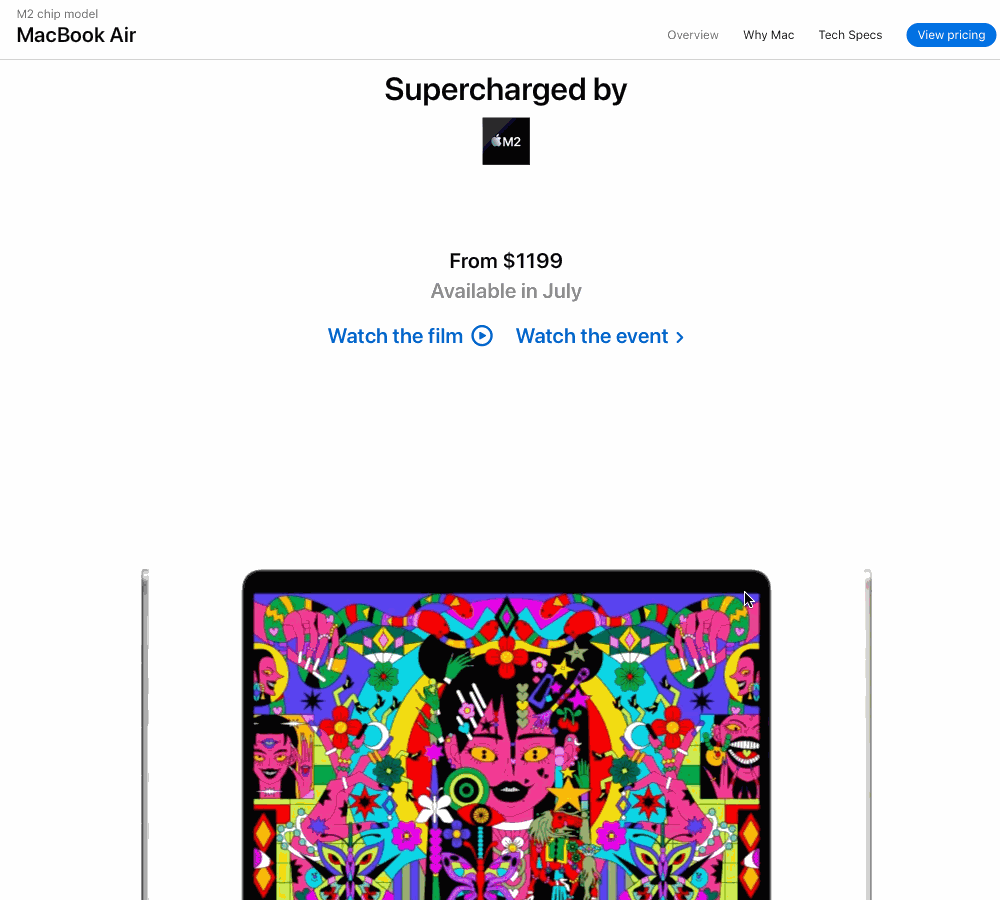 M2 chip model
MacBook Air
Overview Why Mac Tech Specs View pricing
Supercharged by
M2
From $1199
Available in July
Watch the film Watch the event